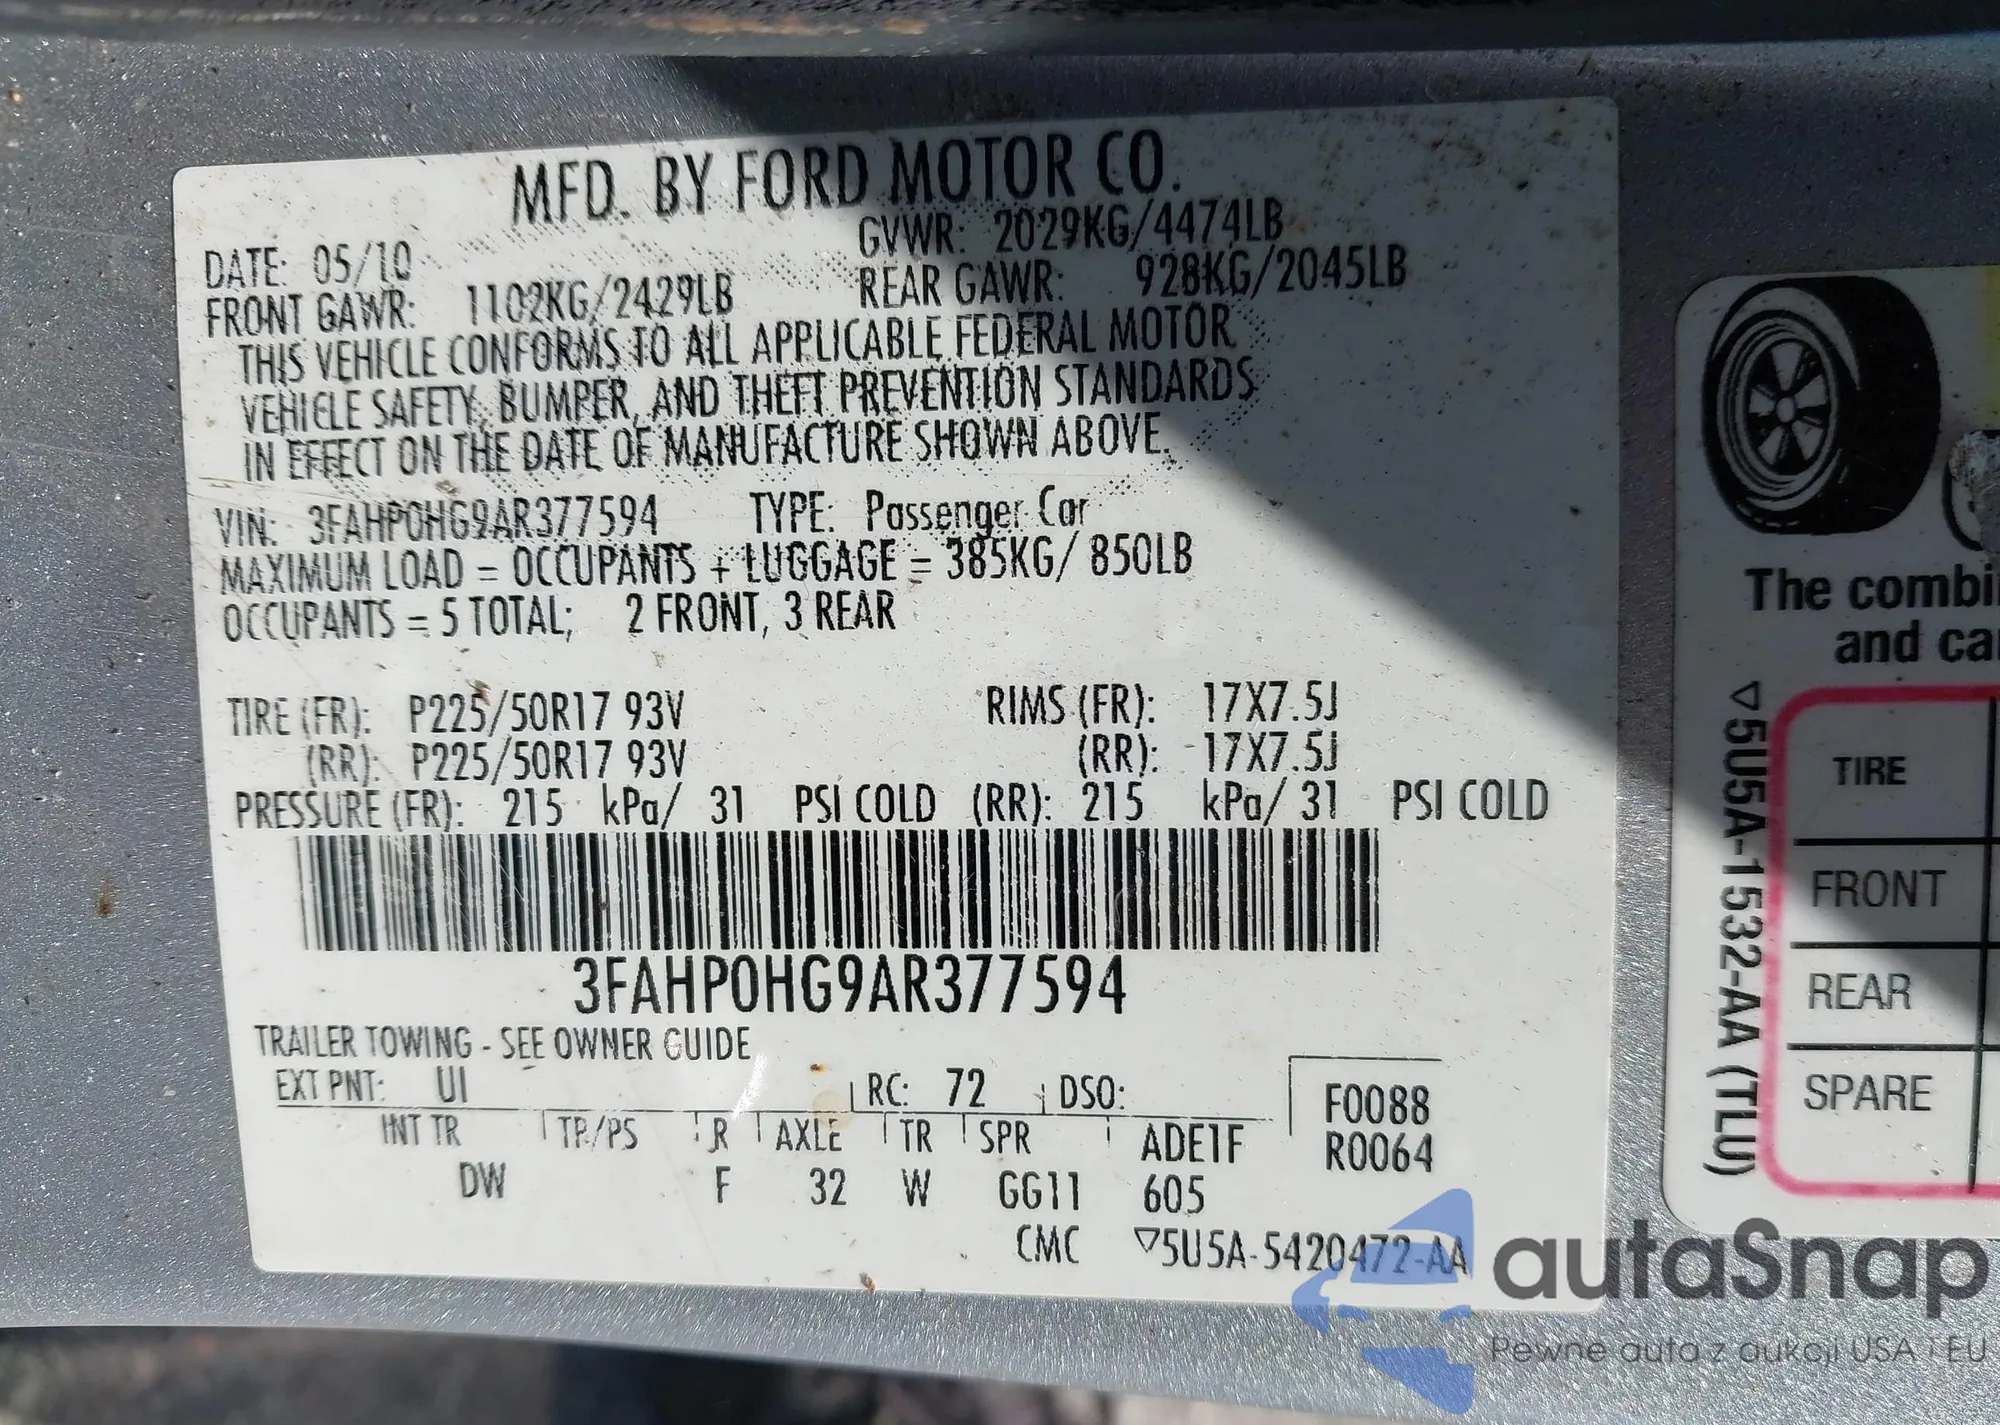 MFD. BY FORD MOTOR CO.
DATE: 05/10 GVWR: 2029KG/4474LB
FRONT GAWR: 1102KG/2429LB REAR GAWR: 928KG/2045LB
THIS VEHICLE CONFORMS TO ALL APPLICABLE FEDERAL MOTOR
VEHICLE SAFETY, BUMPER, AND THEFT PREVENTION STANDARDS
IN EFFECT ON THE DATE OF MANUFACTURE SHOWN ABOVE.
VIN: 3FAHP0HG9AR377594 TYPE: Passenger Car
MAXIMUM LOAD = OCCUPANTS + LUGGAGE = 385KG/ 850LB
OCCUPANTS = 5 TOTAL; 2 FRONT, 3 REAR
TIRE (FR): P225/50R17 93V RIMS (FR): 17X7.5J
(RR): P225/50R17 93V (RR): 17X7.5J
PRESSURE (FR): 215 kPa/ 31 PSI COLD (RR): 215 kPa/ 31 PSI COLD
3FAHP0HG9AR377594
TRAILER TOWING - SEE OWNER GUIDE
EXT PNT: UI RC: 72 DSO: F0088
INT TR TP/PS R AXLE TR SPR ADE1F R0064
DW F 32 W GG11 605
CMC ▽5U5A-5420472-AA
The combi
and ca
▽5U5A-1532-AA (TLU)
TIRE
FRONT
REAR
SPARE
autaSnap
Pewne auta z aukcji USA i EU